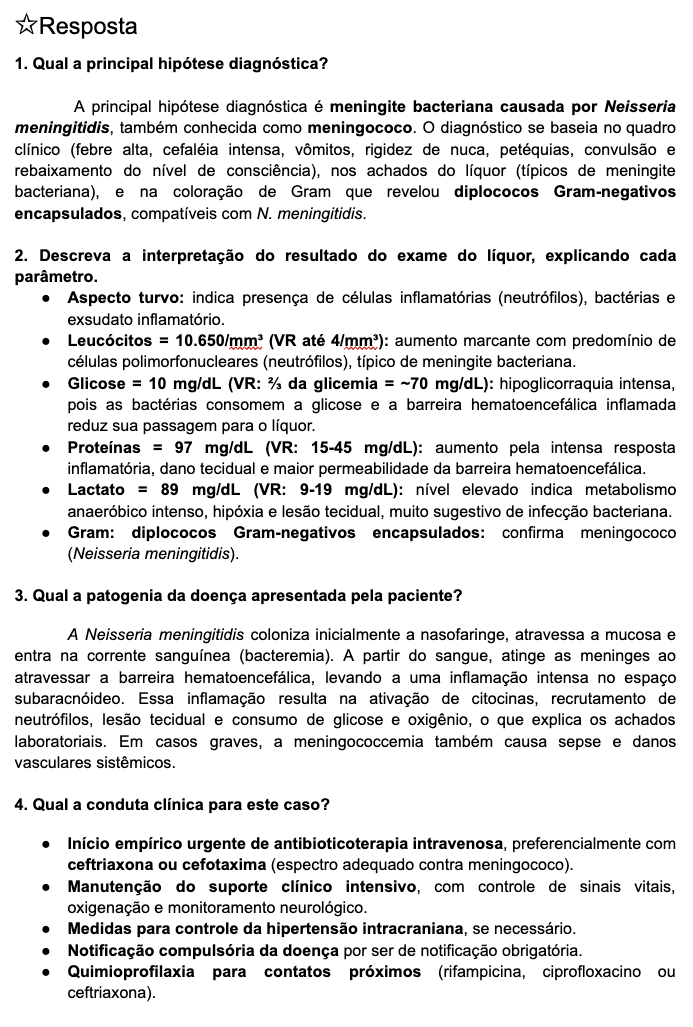 ☆Resposta
1. Qual a principal hipótese diagnóstica?
A principal hipótese diagnóstica é meningite bacteriana causada por Neisseria
meningitidis, também conhecida como meningococo. O diagnóstico se baseia no quadro
clínico (febre alta, cefaléia intensa, vômitos, rigidez de nuca, petéquias, convulsão e
rebaixamento do nível de consciência), nos achados do líquor (típicos de meningite
bacteriana), e na coloração de Gram que revelou diplococos Gram-negativos
encapsulados, compatíveis com N. meningitidis.
2. Descreva a interpretação do resultado do exame do líquor, explicando cada
parâmetro.
● Aspecto turvo: indica presença de células inflamatórias (neutrófilos), bactérias e
exsudato inflamatório.
● Leucócitos = 10.650/mm³ (VR até 4/mm³): aumento marcante com predomínio de
células polimorfonucleares (neutrófilos), típico de meningite bacteriana.
● Glicose = 10 mg/dL (VR: ⅔ da glicemia = ~70 mg/dL): hipoglicorraquia intensa,
pois as bactérias consomem a glicose e a barreira hematoencefálica inflamada
reduz sua passagem para o líquor.
● Proteínas = 97 mg/dL (VR: 15-45 mg/dL): aumento pela intensa resposta
inflamatória, dano tecidual e maior permeabilidade da barreira hematoencefálica.
● Lactato = 89 mg/dL (VR: 9-19 mg/dL): nível elevado indica metabolismo
anaeróbico intenso, hipóxia e lesão tecidual, muito sugestivo de infecção bacteriana.
● Gram: diplococos Gram-negativos encapsulados: confirma meningococo
(Neisseria meningitidis).
3. Qual a patogenia da doença apresentada pela paciente?
A Neisseria meningitidis coloniza inicialmente a nasofaringe, atravessa a mucosa e
entra na corrente sanguínea (bacteremia). A partir do sangue, atinge as meninges ao
atravessar a barreira hematoencefálica, levando a uma inflamação intensa no espaço
subaracnóideo. Essa inflamação resulta na ativação de citocinas, recrutamento de
neutrófilos, lesão tecidual e consumo de glicose e oxigênio, o que explica os achados
laboratoriais. Em casos graves, a meningococcemia também causa sepse e danos
vasculares sistêmicos.
4. Qual a conduta clínica para este caso?
● Início empírico urgente de antibioticoterapia intravenosa, preferencialmente com
ceftriaxona ou cefotaxima (espectro adequado contra meningococo).
● Manutenção do suporte clínico intensivo, com controle de sinais vitais,
oxigenação e monitoramento neurológico.
● Medidas para controle da hipertensão intracraniana, se necessário.
● Notificação compulsória da doença por ser de notificação obrigatória.
● Quimioprofilaxia para contatos próximos (rifampicina, ciprofloxacino ou
ceftriaxona).